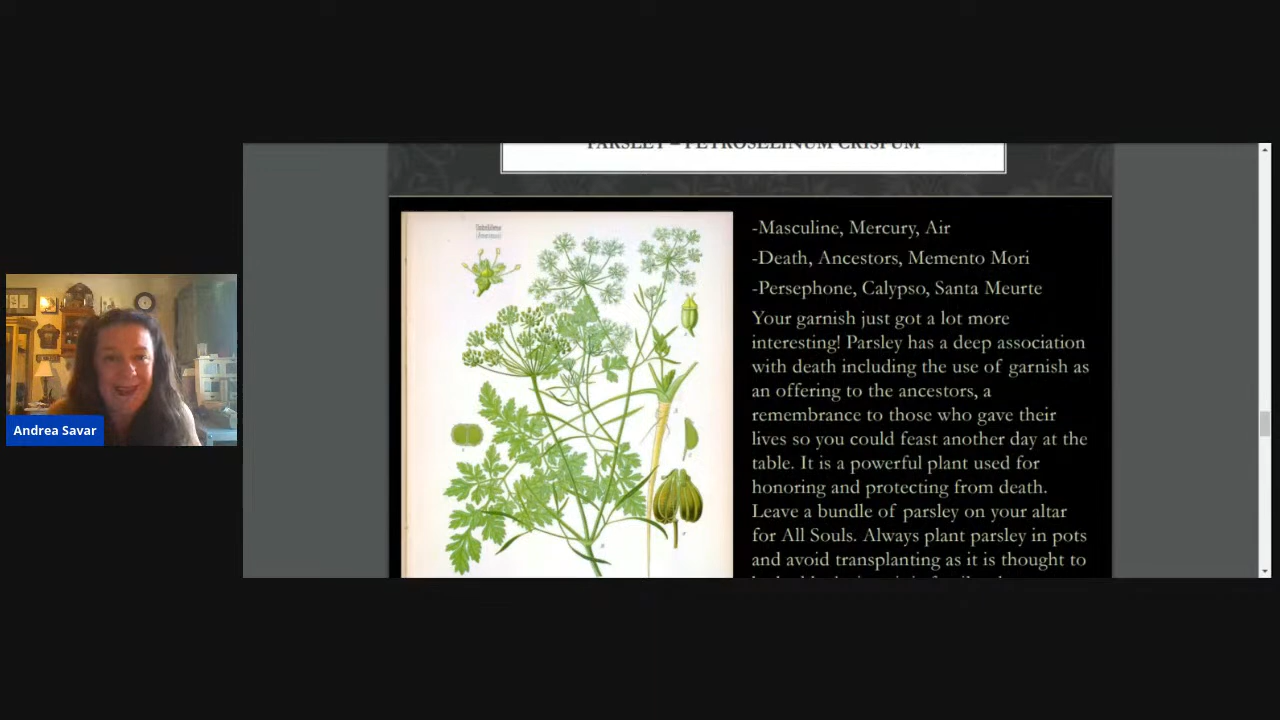 PARSLEY – PETROSELINUM CRISPUM
-Masculine, Mercury, Air
-Death, Ancestors, Memento Mori
-Persephone, Calypso, Santa Meurte
Your garnish just got a lot more
interesting! Parsley has a deep association
with death including the use of garnish as
an offering to the ancestors, a
remembrance to those who gave their
lives so you could feast another day at the
table. It is a powerful plant used for
honoring and protecting from death.
Leave a bundle of parsley on your altar
for All Souls. Always plant parsley in pots
and avoid transplanting as it is thought to
Andrea Savar